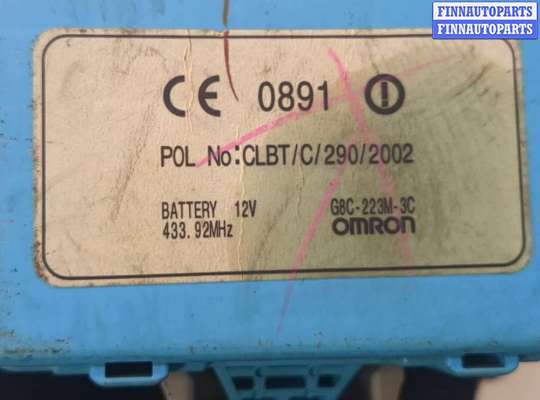 FINNAUTOPARTS
FINNAUTOPARTS
CE 0891
POL No:CLBT/C/290/2002
BATTERY 12V G8C-223M-3C
433.92MHz OMRON